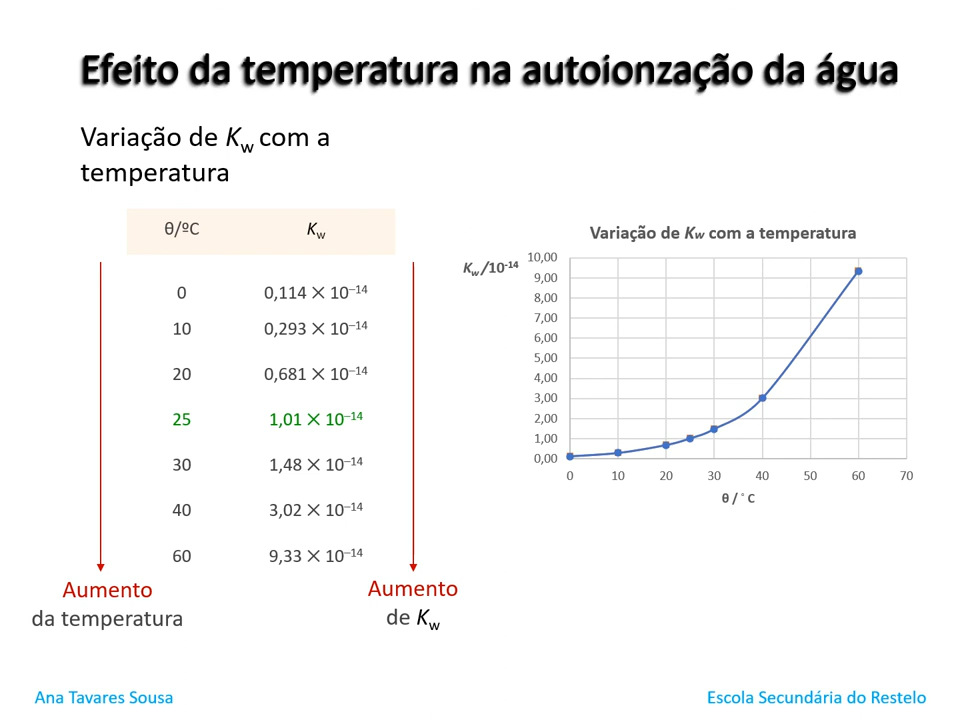 Efeito da temperatura na autoionzação da água
Variação de Kw com a
temperatura
θ/ºC Kw
0 0,114 × 10–14
10 0,293 × 10–14
20 0,681 × 10–14
25 1,01 × 10–14
30 1,48 × 10–14
40 3,02 × 10–14
60 9,33 × 10–14
Aumento
da temperatura
Aumento
de Kw
Variação de Kw com a temperatura
Kw/10-14
10,00
9,00
8,00
7,00
6,00
5,00
4,00
3,00
2,00
1,00
0,00
0 10 20 30 40 50 60 70
θ / ˚ C
Ana Tavares Sousa
Escola Secundária do Restelo